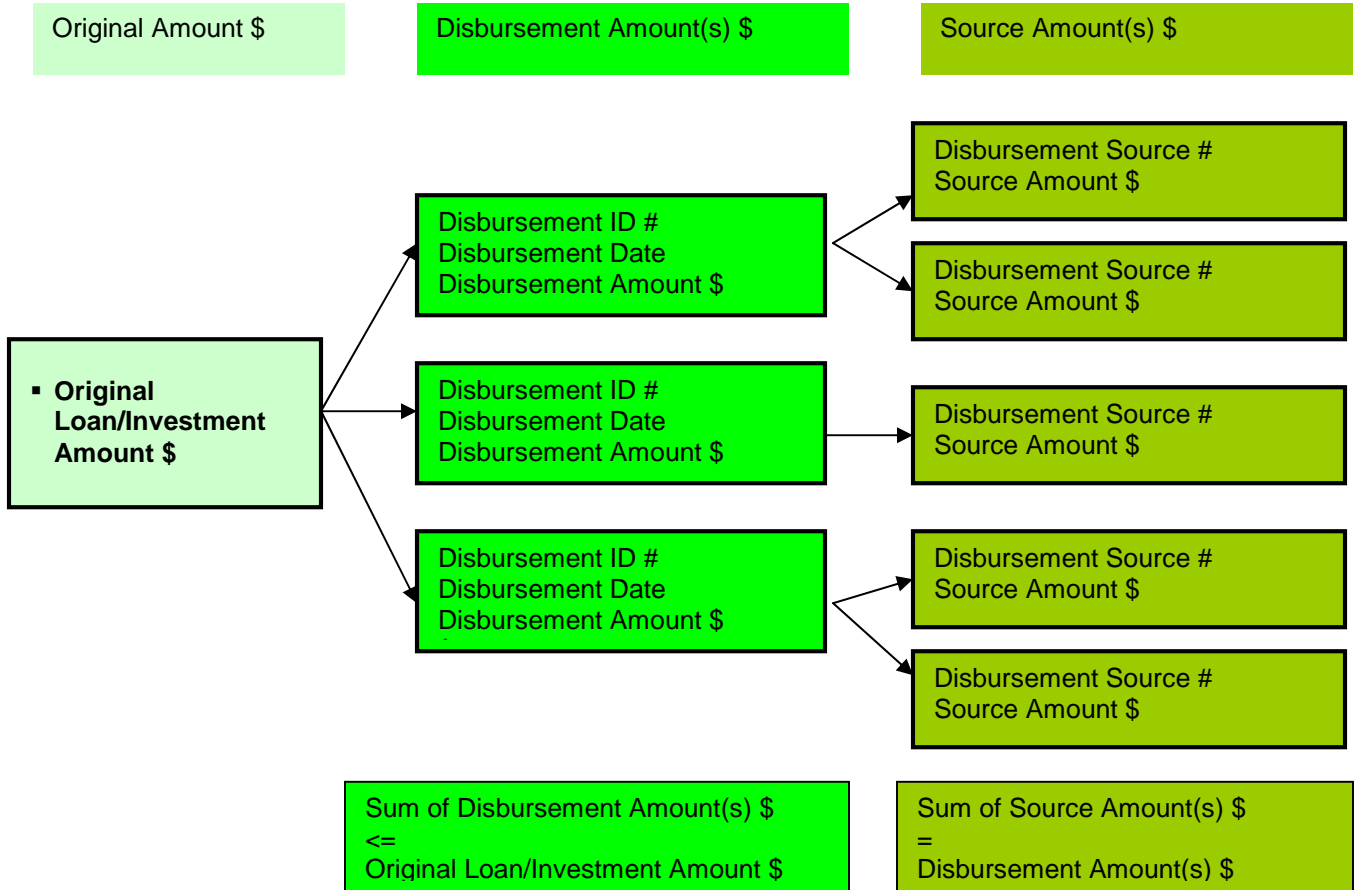 Original Amount $
Disbursement Amount(s) $
Source Amount(s) $
Disbursement Source #
Source Amount $
Disbursement ID #
Disbursement Date
Disbursement Amount $
Disbursement Source #
Source Amount $
▪ Original
Loan/Investment
Amount $
Disbursement ID #
Disbursement Date
Disbursement Amount $
Disbursement Source #
Source Amount $
Disbursement ID #
Disbursement Date
Disbursement Amount $
Disbursement Source #
Source Amount $
Disbursement Source #
Source Amount $
Sum of Disbursement Amount(s) $
<=
Original Loan/Investment Amount $
Sum of Source Amount(s) $
=
Disbursement Amount(s) $